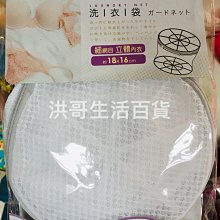 LAUNDRY NET
洗 衣 袋 ガードネット
細網目 立體內衣
約18x16cm
洪哥生活百貨